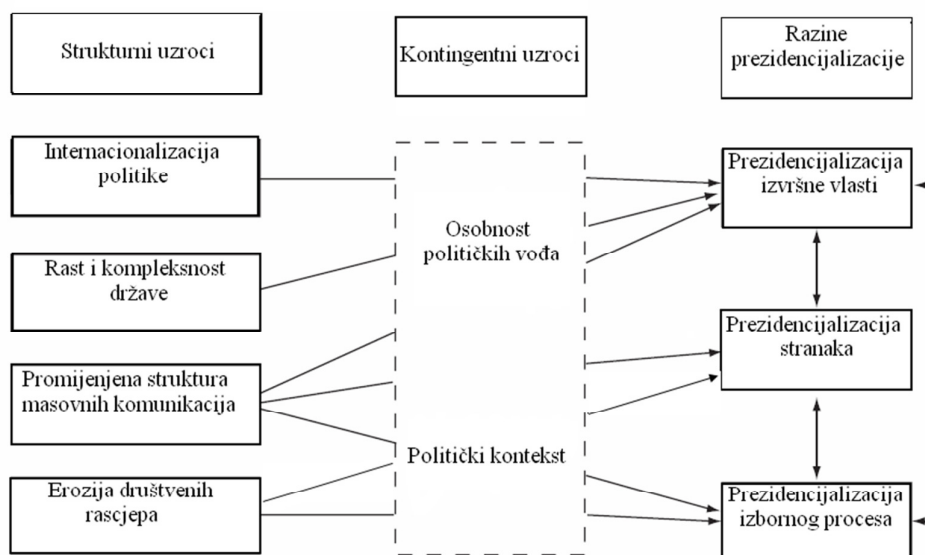 Strukturni uzroci
Kontingentni uzroci
Razine
prezidencijalizacije
Internacionalizacija
politike
Rast i kompleksnost
države
Promijenjena struktura
masovnih komunikacija
Erozija društvenih
rascjepa
Osobnost
političkih vođa
Politički kontekst
Prezidencijalizacija
izvršne vlasti
Prezidencijalizacija
stranaka
Prezidencijalizacija
izbornog procesa